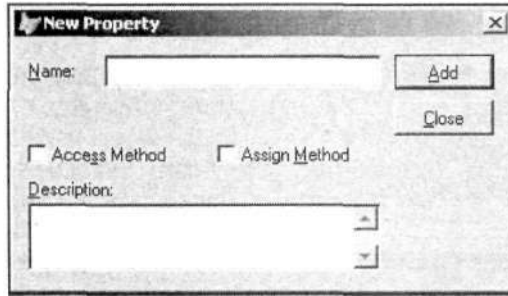 New Property
Name:
Add
Close
Access Method
Assign Method
Description: